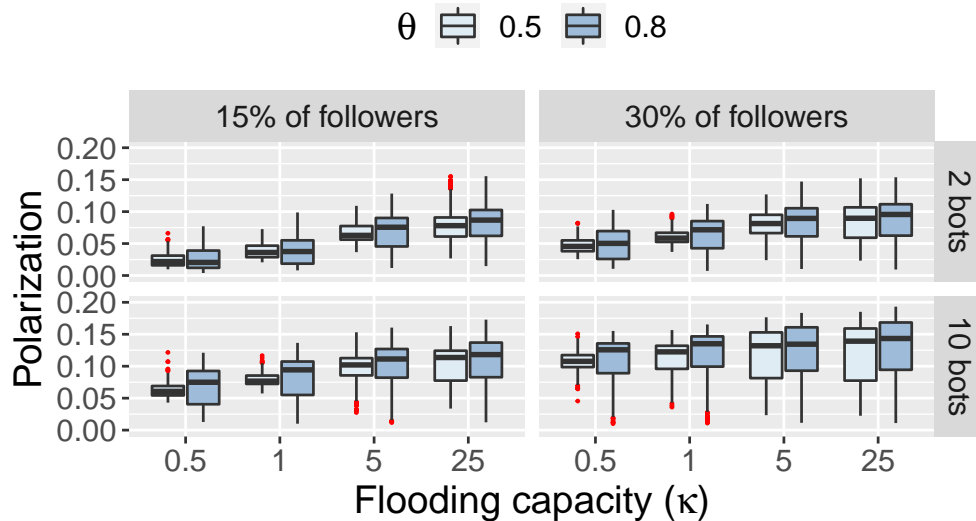 θ 0.5 0.8
15% of followers 30% of followers
0.20
0.15
0.10
0.05
0.00
2 bots
0.20
0.15
0.10
0.05
0.00
10 bots
Polarization
0.5 1 5 25 0.5 1 5 25
Flooding capacity (κ)